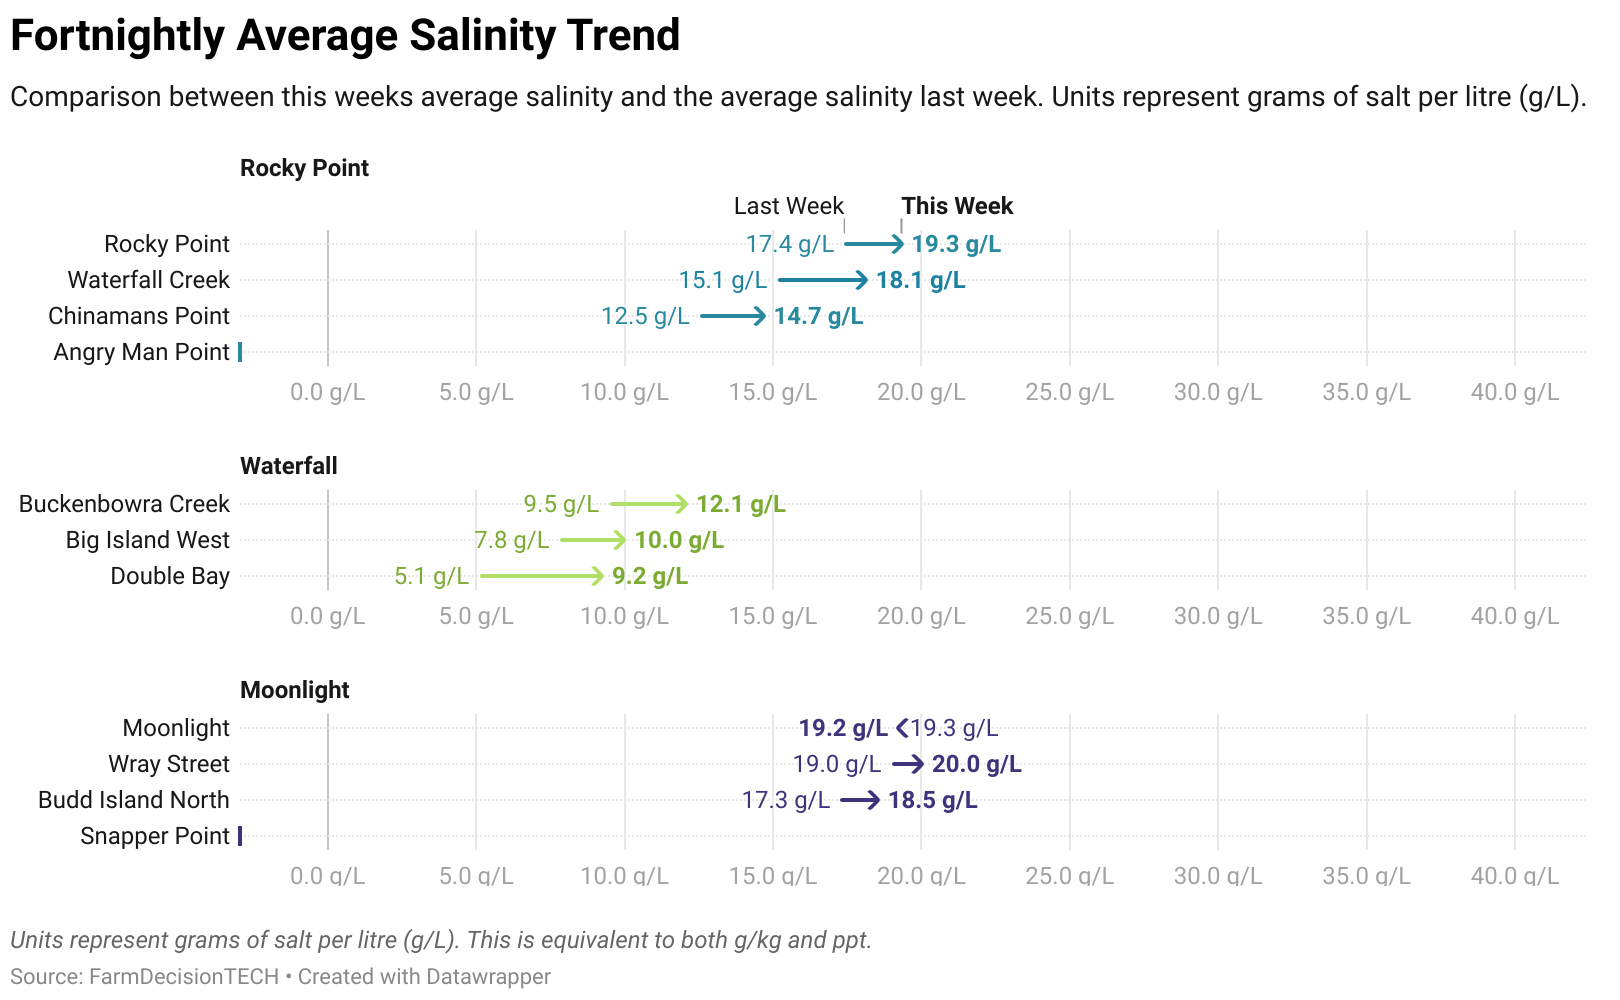 Fortnightly Average Salinity Trend
Comparison between this weeks average salinity and the average salinity last week. Units represent grams of salt per litre (g/L).
Rocky Point
Last Week This Week
Rocky Point 17.4 g/L 19.3 g/L
Waterfall Creek 15.1 g/L 18.1 g/L
Chinamans Point 12.5 g/L 14.7 g/L
Angry Man Point
0.0 g/L 5.0 g/L 10.0 g/L 15.0 g/L 20.0 g/L 25.0 g/L 30.0 g/L 35.0 g/L 40.0 g/L
Waterfall
Buckenbowra Creek 9.5 g/L 12.1 g/L
Big Island West 7.8 g/L 10.0 g/L
Double Bay 5.1 g/L 9.2 g/L
0.0 g/L 5.0 g/L 10.0 g/L 15.0 g/L 20.0 g/L 25.0 g/L 30.0 g/L 35.0 g/L 40.0 g/L
Moonlight
Moonlight 19.2 g/L 19.3 g/L
Wray Street 19.0 g/L 20.0 g/L
Budd Island North 17.3 g/L 18.5 g/L
Snapper Point
0.0 g/L 5.0 g/L 10.0 g/L 15.0 g/L 20.0 g/L 25.0 g/L 30.0 g/L 35.0 g/L 40.0 g/L
Units represent grams of salt per litre (g/L). This is equivalent to both g/kg and ppt.
Source: FarmDecisionTECH • Created with Datawrapper